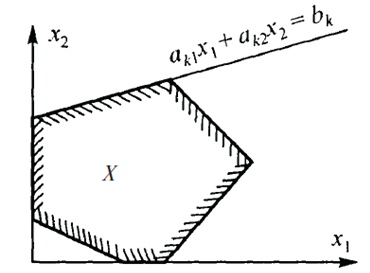 x₂
aₖ₁x₁ + aₖ₂x₂ = bₖ
X
x₁